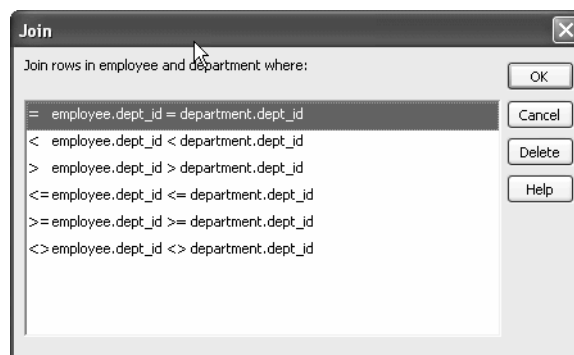 Join
Join rows in employee and department where:
= employee.dept_id = department.dept_id
< employee.dept_id < department.dept_id
> employee.dept_id > department.dept_id
<= employee.dept_id <= department.dept_id
>= employee.dept_id >= department.dept_id
<> employee.dept_id <> department.dept_id
OK
Cancel
Delete
Help